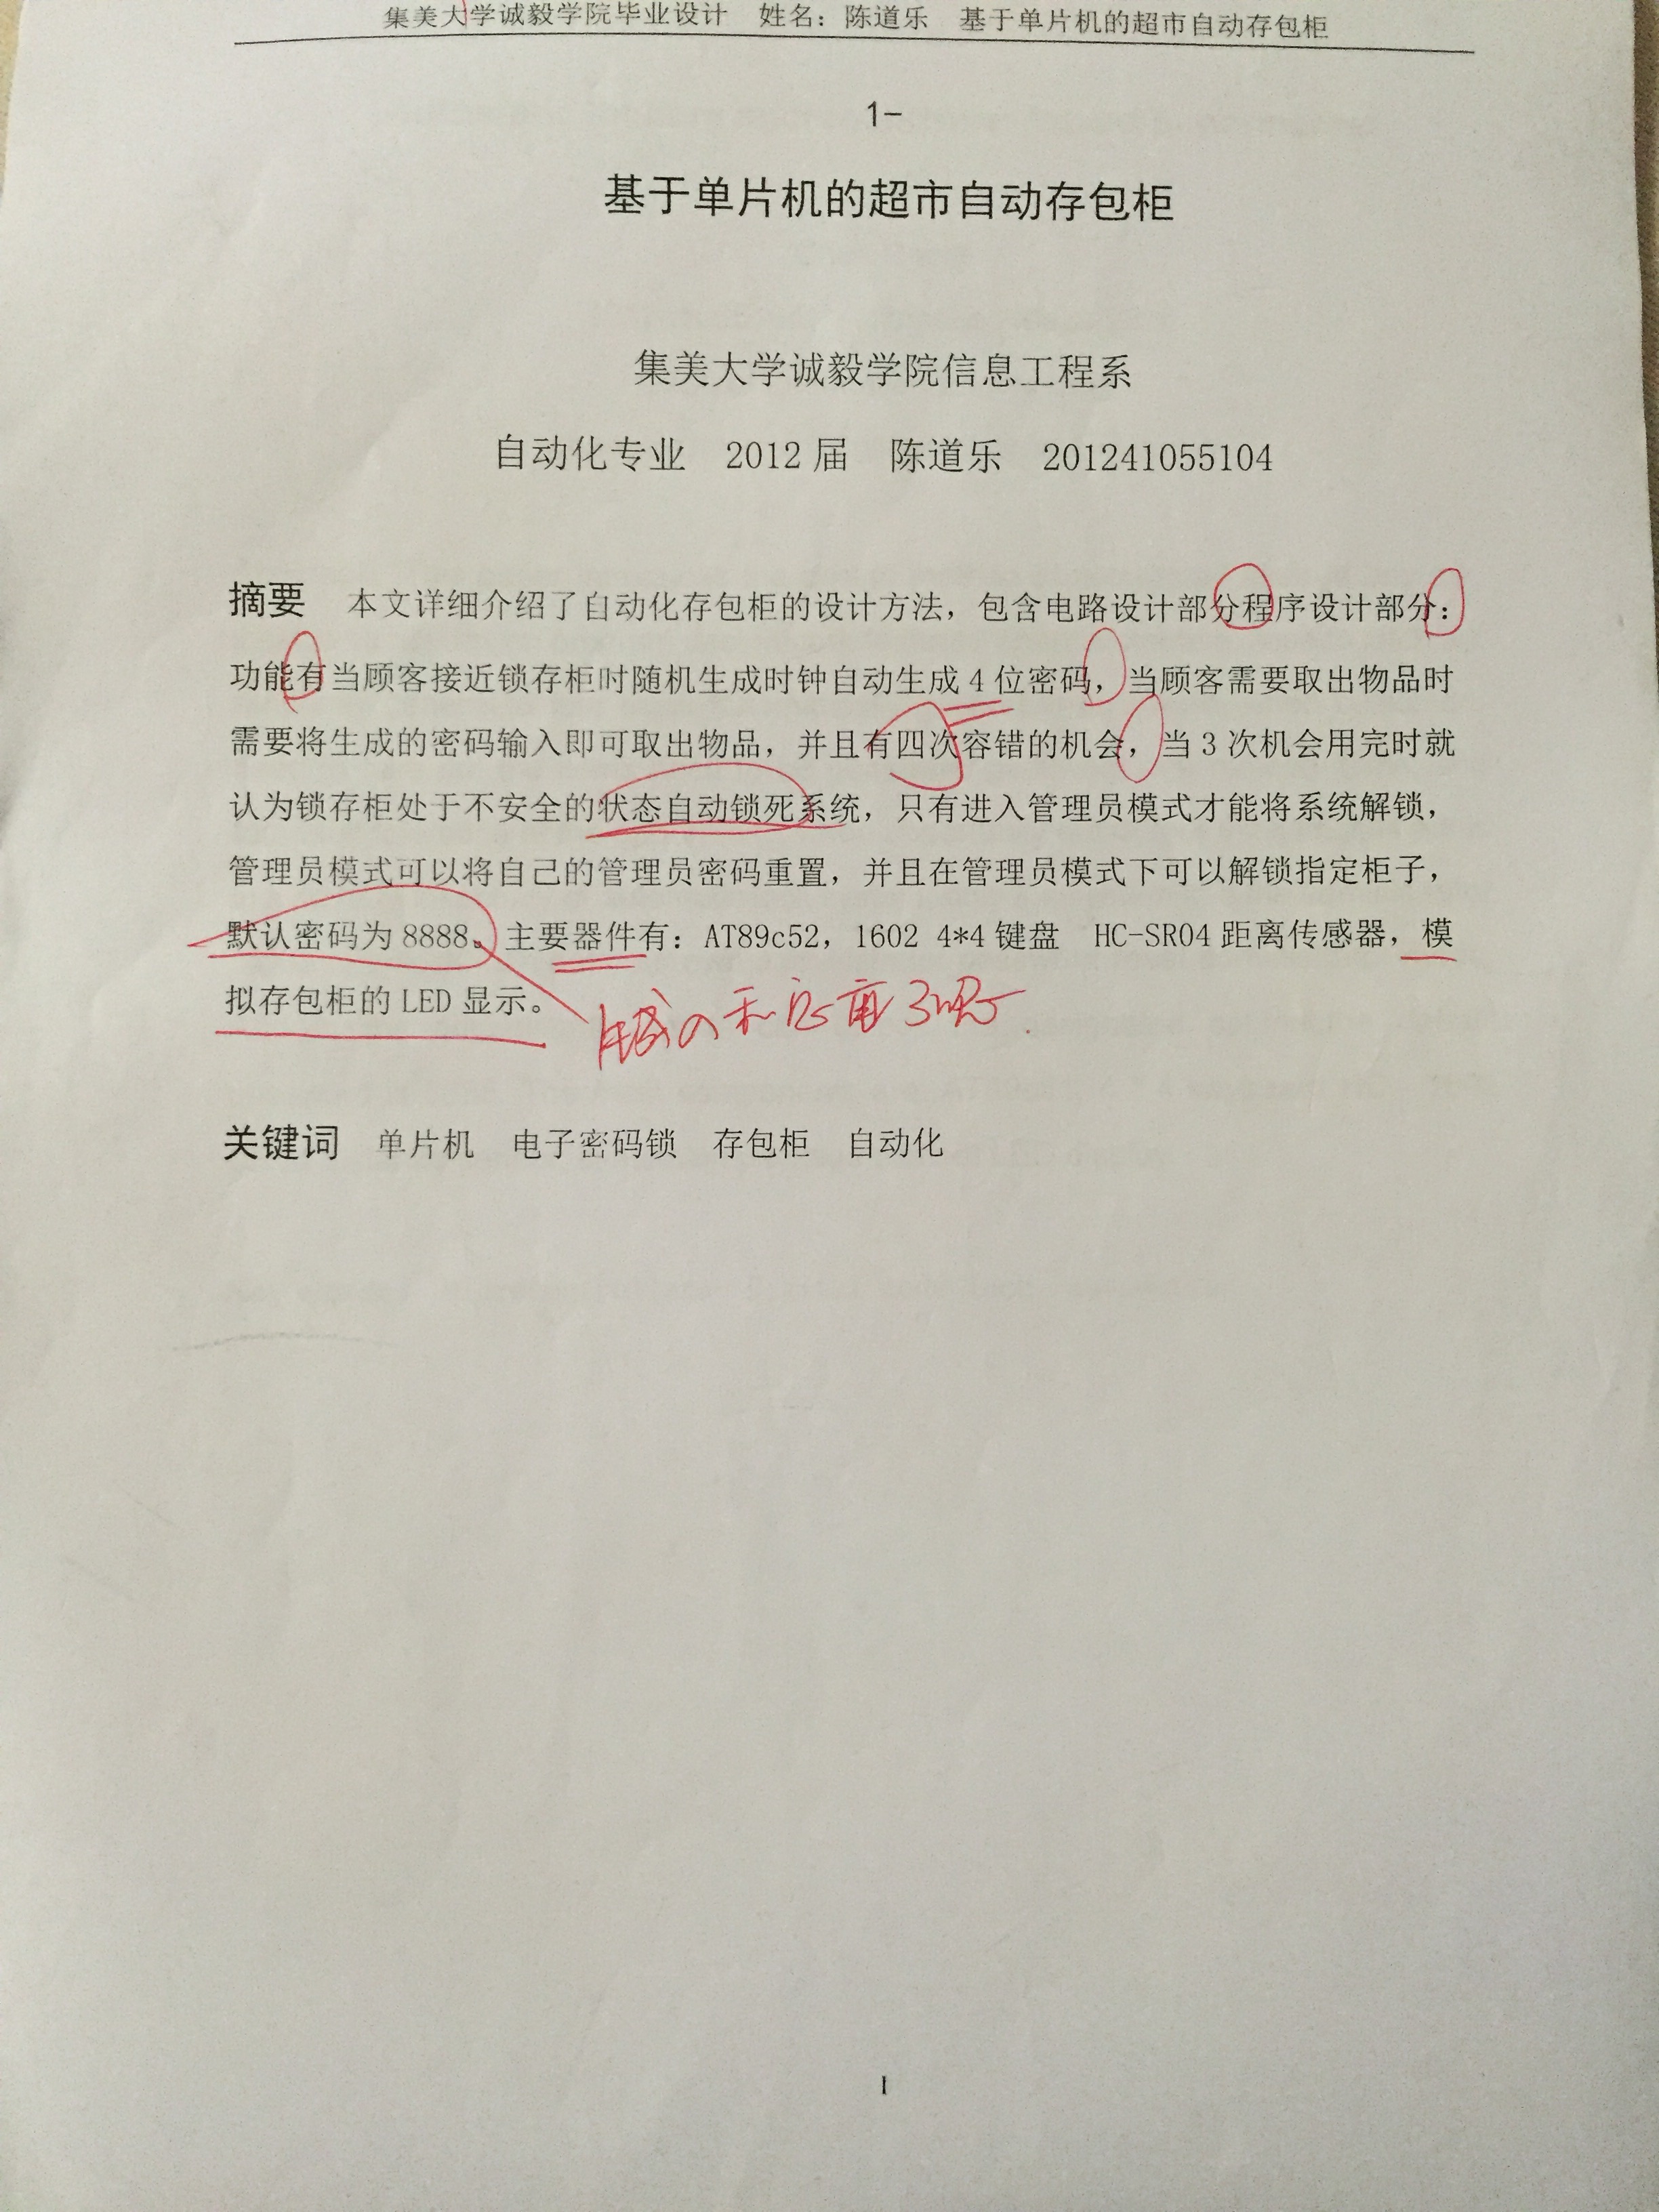 集美大学诚毅学院毕业设计 姓名：陈道乐 基于单片机的超市自动存包柜
1-
基于单片机的超市自动存包柜
集美大学诚毅学院信息工程系
自动化专业 2012 届 陈道乐 201241055104
摘要 本文详细介绍了自动化存包柜的设计方法，包含电路设计部分程序设计部分：
功能有当顾客接近锁存柜时随机生成时钟自动生成 4 位密码，当顾客需要取出物品时
需要将生成的密码输入即可取出物品，并且有四次容错的机会，当 3 次机会用完时就
认为锁存柜处于不安全的状态自动锁死系统，只有进入管理员模式才能将系统解锁，
管理员模式可以将自己的管理员密码重置，并且在管理员模式下可以解锁指定柜子，
默认密码为 8888。主要器件有：AT89c52，1602 4*4 键盘 HC-SR04 距离传感器，模
拟存包柜的 LED 显示。
关键词 单片机 电子密码锁 存包柜 自动化
I